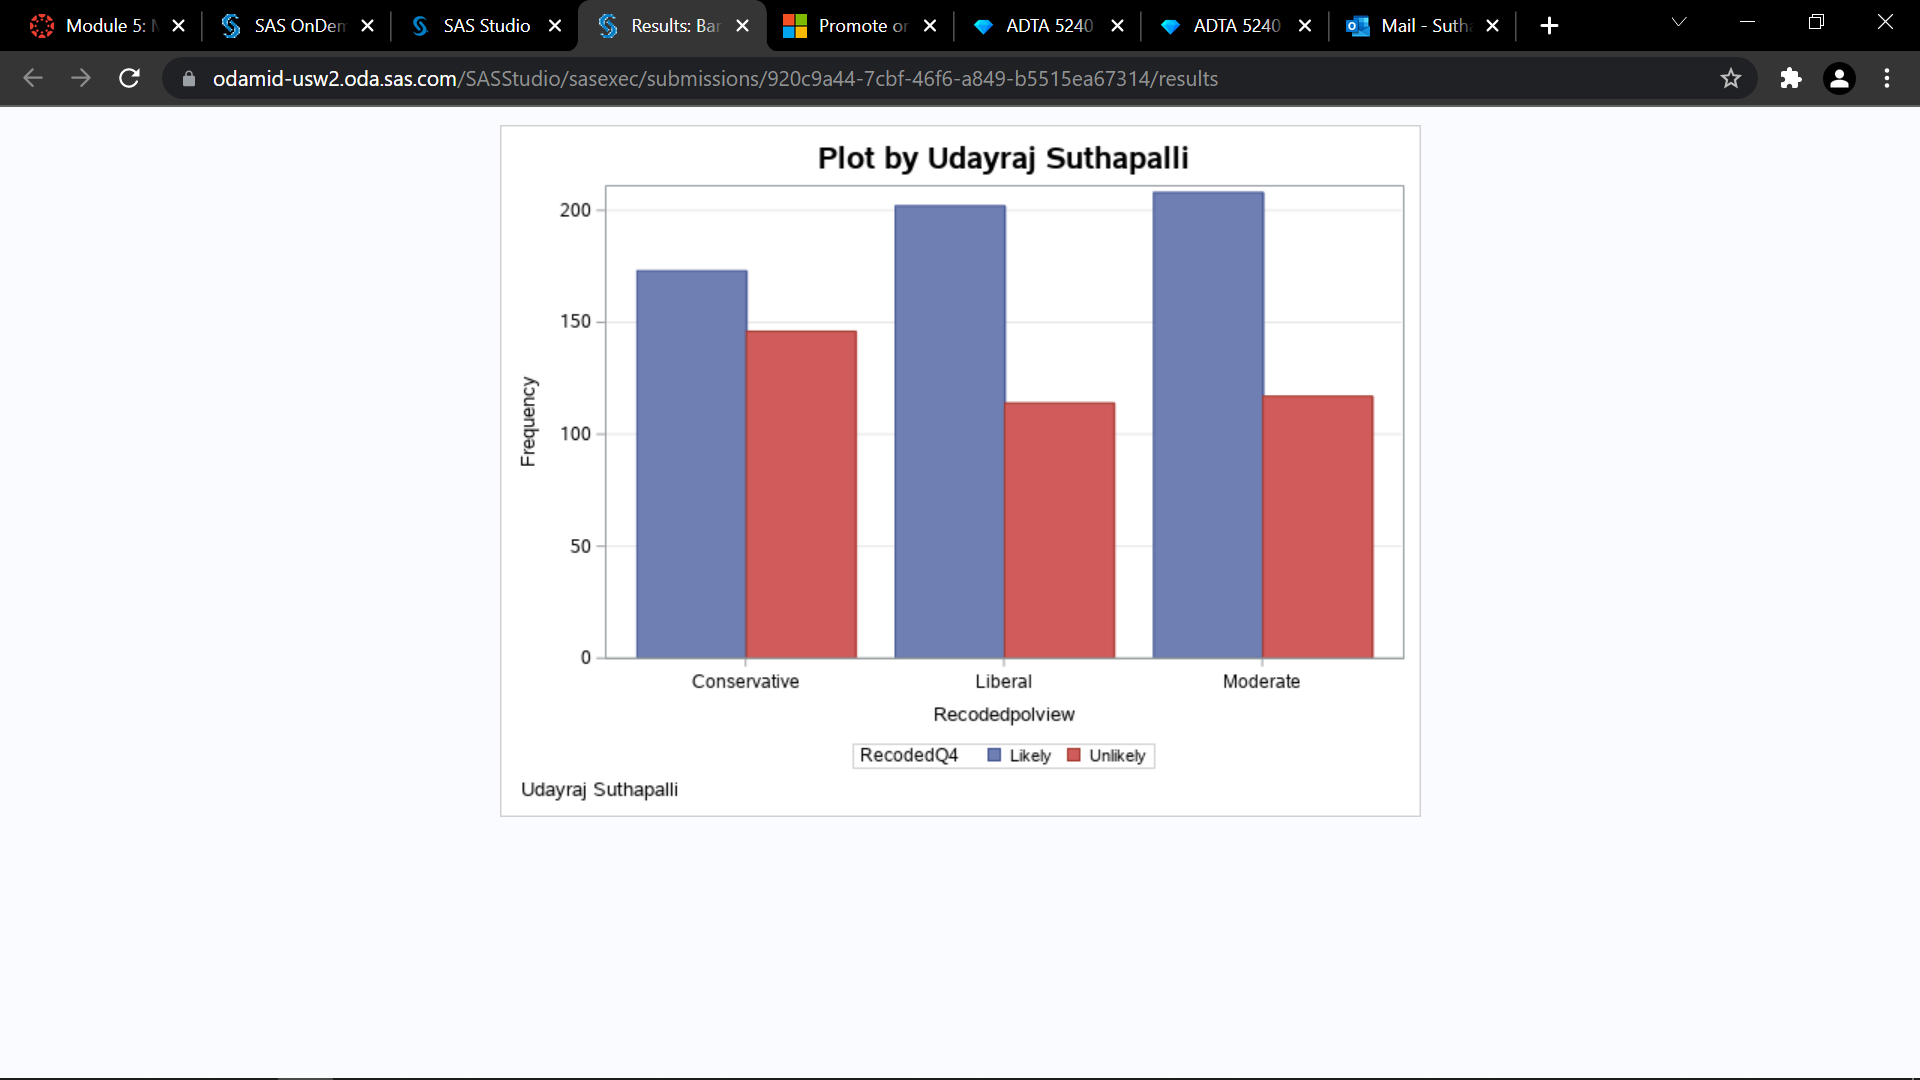 Module 5:
SAS OnDem
SAS Studio
Results: Bar
Promote or
ADTA 5240
ADTA 5240
Mail - Sutha
odamid-usw2.oda.sas.com/SASStudio/sasexec/submissions/920c9a44-7cbf-46f6-a849-b5515ea67314/results
Plot by Udayraj Suthapalli
200
150
100
50
0
Frequency
Conservative Liberal Moderate
Recodedpolview
RecodedQ4 Likely Unlikely
Udayraj Suthapalli